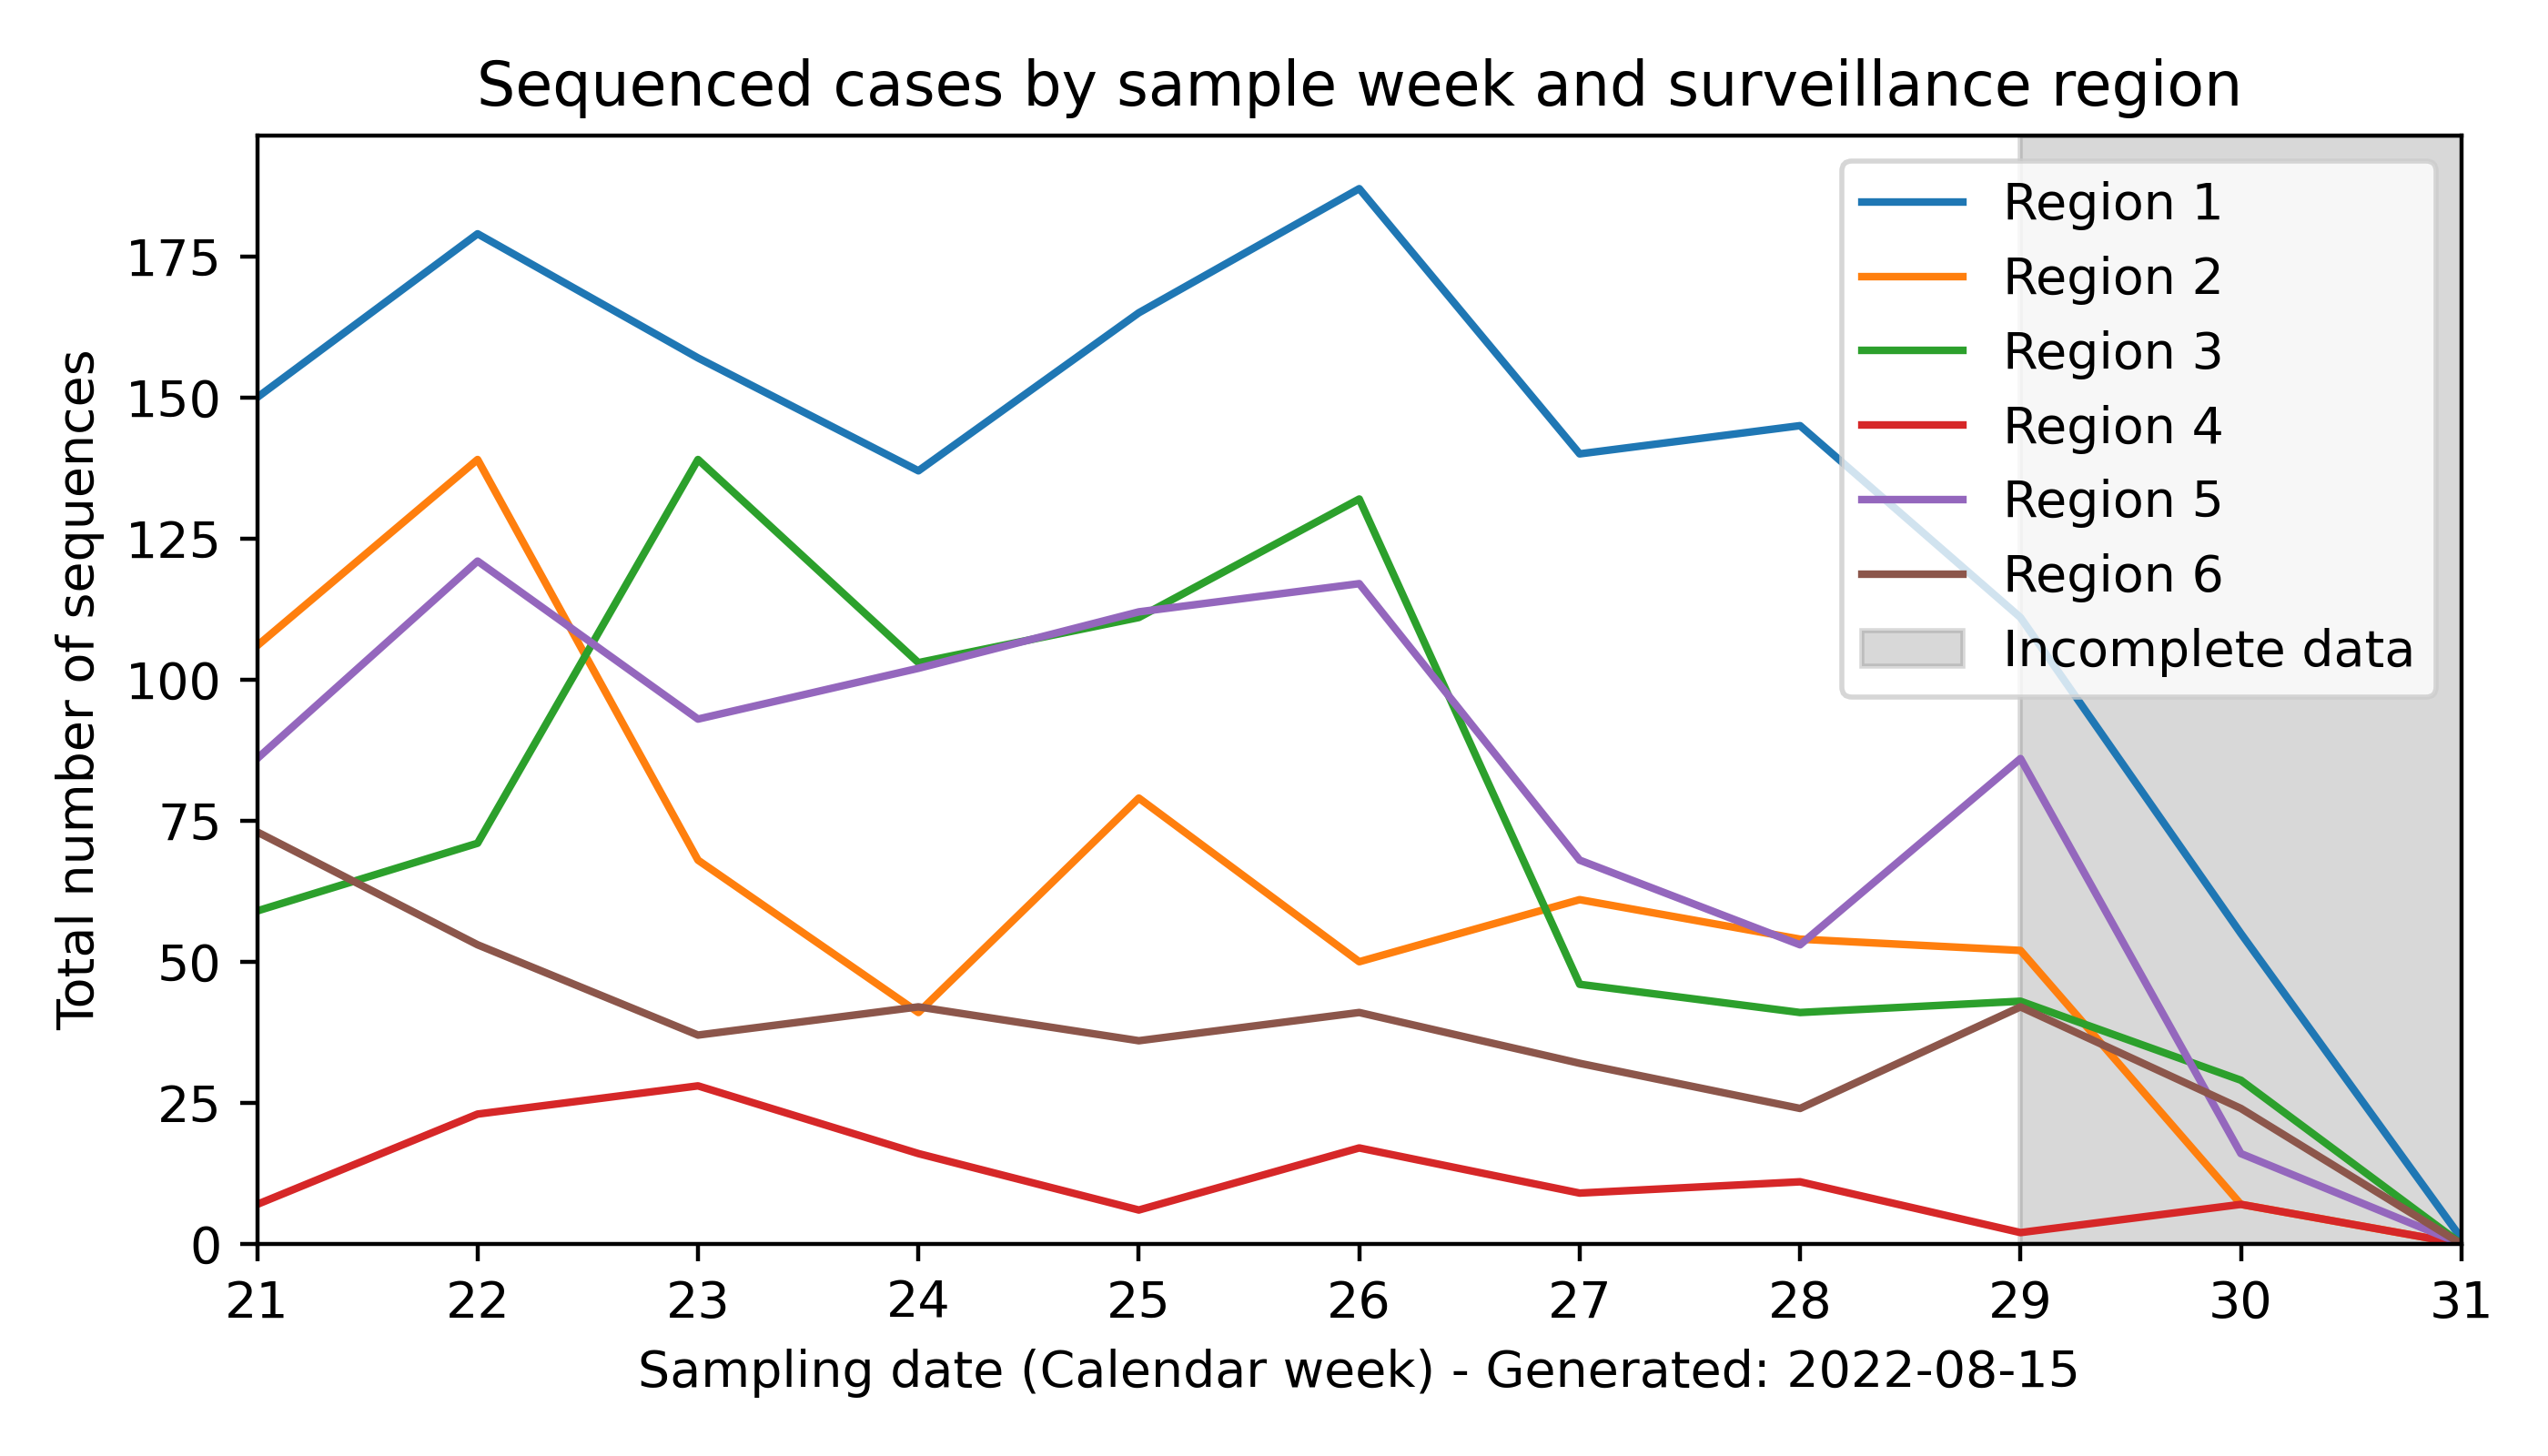 Sequenced cases by sample week and surveillance region
Total number of sequences
175
150
125
100
75
50
25
0
Region 1
Region 2
Region 3
Region 4
Region 5
Region 6
Incomplete data
21 22 23 24 25 26 27 28 29 30 31
Sampling date (Calendar week) - Generated: 2022-08-15